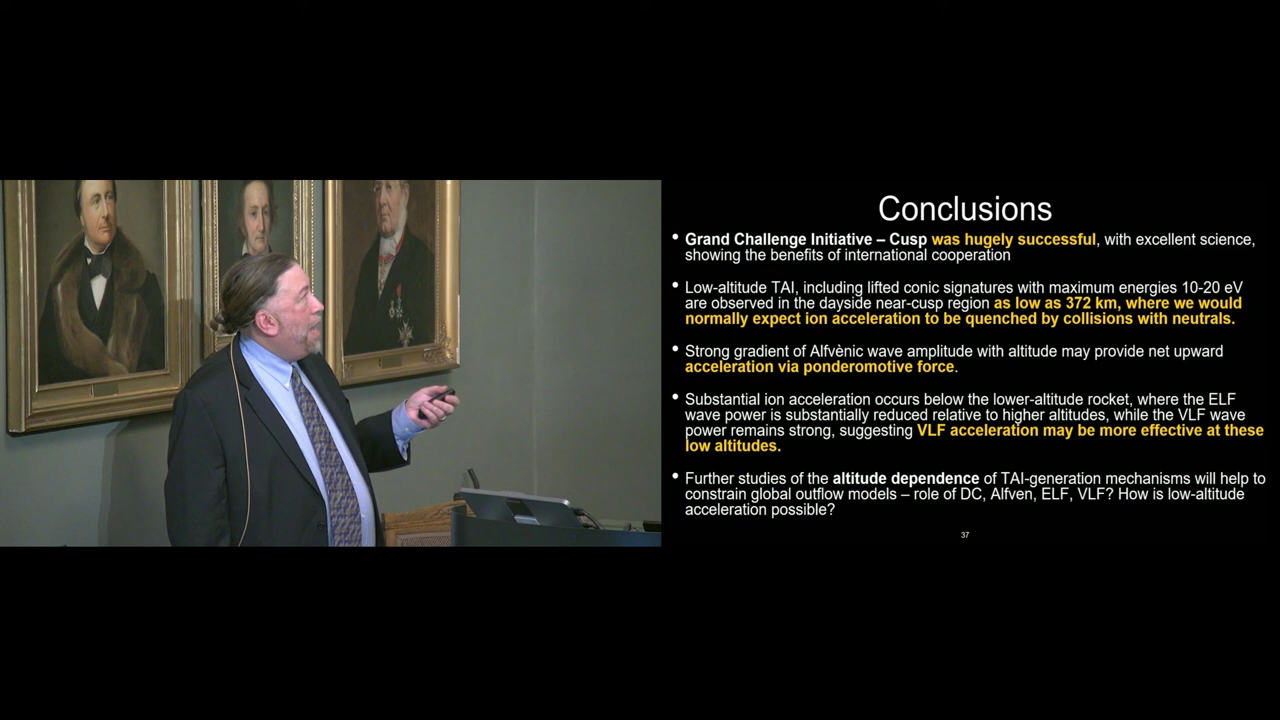 Conclusions
• Grand Challenge Initiative – Cusp was hugely successful, with excellent science,
showing the benefits of international cooperation
• Low-altitude TAI, including lifted conic signatures with maximum energies 10-20 eV
are observed in the dayside near-cusp region as low as 372 km, where we would
normally expect ion acceleration to be quenched by collisions with neutrals.
• Strong gradient of Alfvènic wave amplitude with altitude may provide net upward
acceleration via ponderomotive force.
• Substantial ion acceleration occurs below the lower-altitude rocket, where the ELF
wave power is substantially reduced relative to higher altitudes, while the VLF wave
power remains strong, suggesting VLF acceleration may be more effective at these
low altitudes.
• Further studies of the altitude dependence of TAI-generation mechanisms will help to
constrain global outflow models – role of DC, Alfven, ELF, VLF? How is low-altitude
acceleration possible?
37